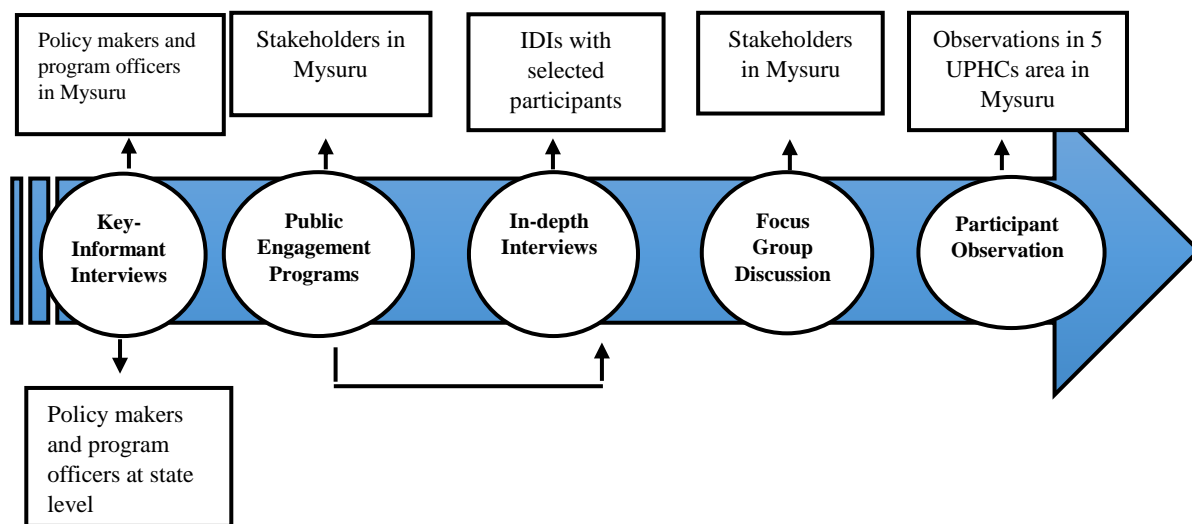 Policy makers and
program officers
in Mysuru
Stakeholders in
Mysuru
IDIs with
selected
participants
Stakeholders
in Mysuru
Observations in 5
UPHCs area in
Mysuru
Key-
Informant
Interviews
Public
Engagement
Programs
In-depth
Interviews
Focus
Group
Discussion
Participant
Observation
Policy makers
and program
officers at state
level